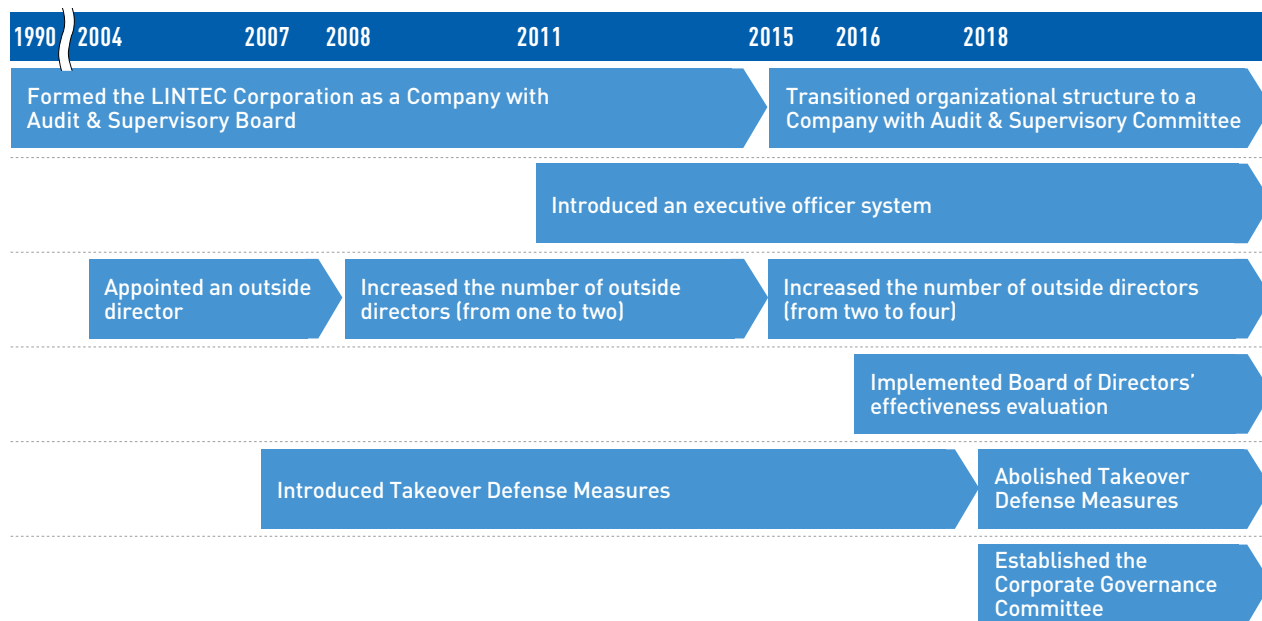 1990 2004 2007 2008 2011 2015 2016 2018
Formed the LINTEC Corporation as a Company with
Audit & Supervisory Board
Transitioned organizational structure to a
Company with Audit & Supervisory Committee
Introduced an executive officer system
Appointed an outside
director
Increased the number of outside
directors (from one to two)
Increased the number of outside directors
(from two to four)
Implemented Board of Directors’
effectiveness evaluation
Introduced Takeover Defense Measures
Abolished Takeover
Defense Measures
Established the
Corporate Governance
Committee